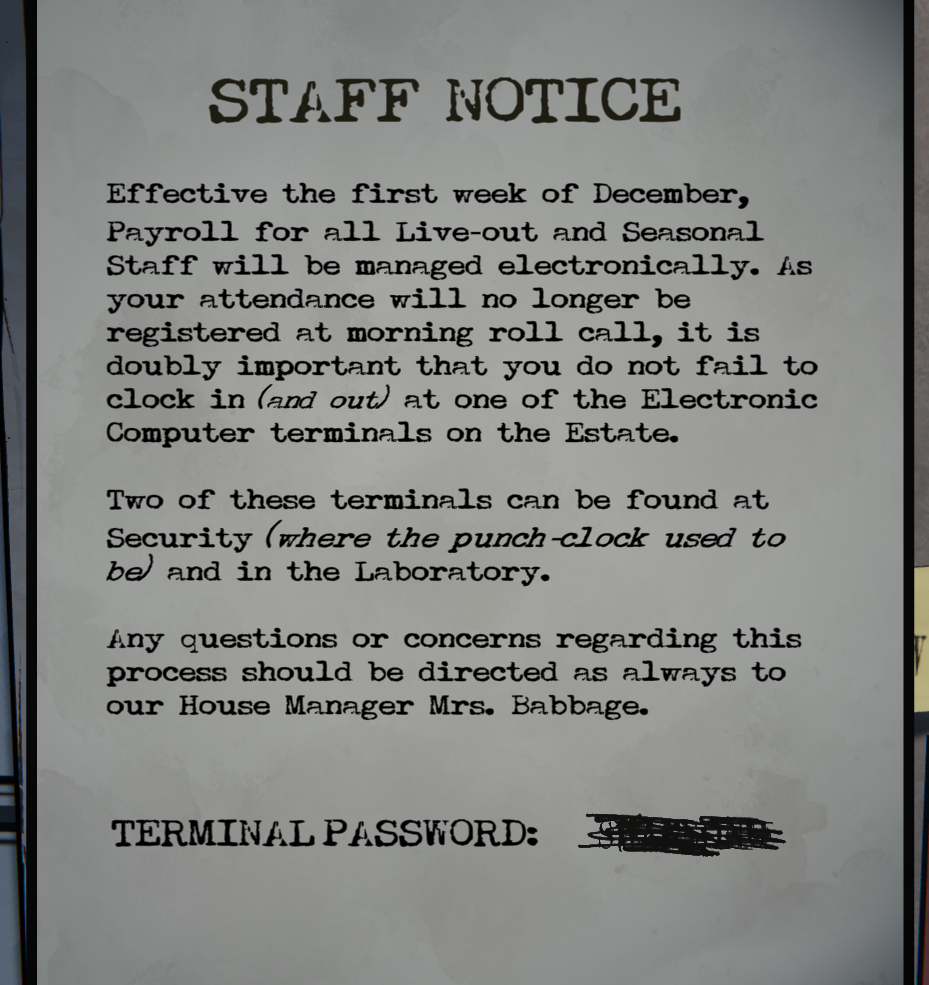 STAFF NOTICE
Effective the first week of December,
Payroll for all Live-out and Seasonal
Staff will be managed electronically. As
your attendance will no longer be
registered at morning roll call, it is
doubly important that you do not fail to
clock in (and out) at one of the Electronic
Computer terminals on the Estate.
Two of these terminals can be found at
Security (where the punch-clock used to
be) and in the Laboratory.
Any questions or concerns regarding this
process should be directed as always to
our House Manager Mrs. Babbage.
TERMINAL PASSWORD: